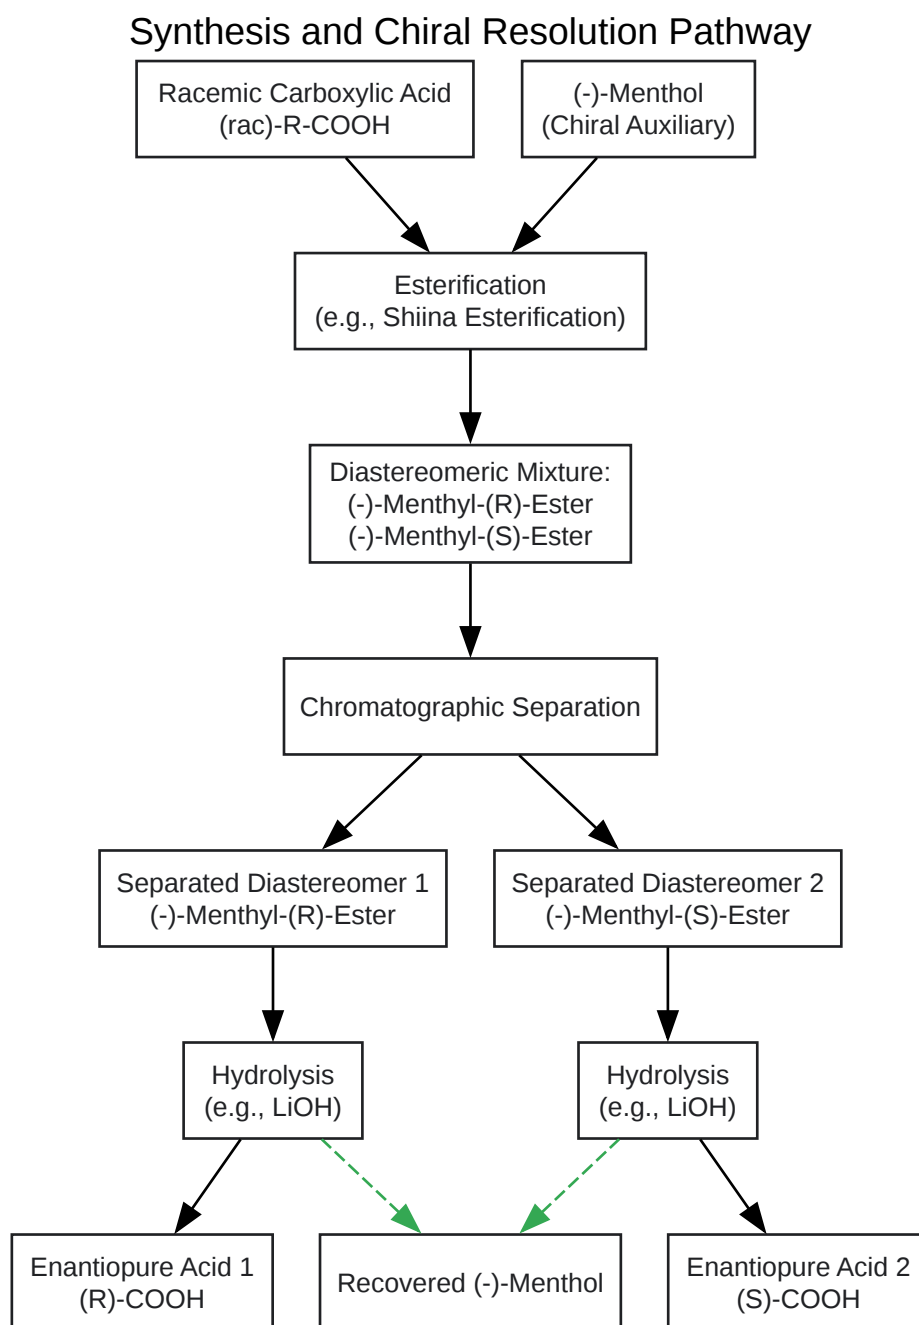 Synthesis and Chiral Resolution Pathway
Racemic Carboxylic Acid
(rac)-R-COOH
(-)-Menthol
(Chiral Auxiliary)
Esterification
(e.g., Shiina Esterification)
Diastereomeric Mixture:
(-)-Menthyl-(R)-Ester
(-)-Menthyl-(S)-Ester
Chromatographic Separation
Separated Diastereomer 1
(-)-Menthyl-(R)-Ester
Separated Diastereomer 2
(-)-Menthyl-(S)-Ester
Hydrolysis
(e.g., LiOH)
Hydrolysis
(e.g., LiOH)
Enantiopure Acid 1
(R)-COOH
Recovered (-)-Menthol
Enantiopure Acid 2
(S)-COOH